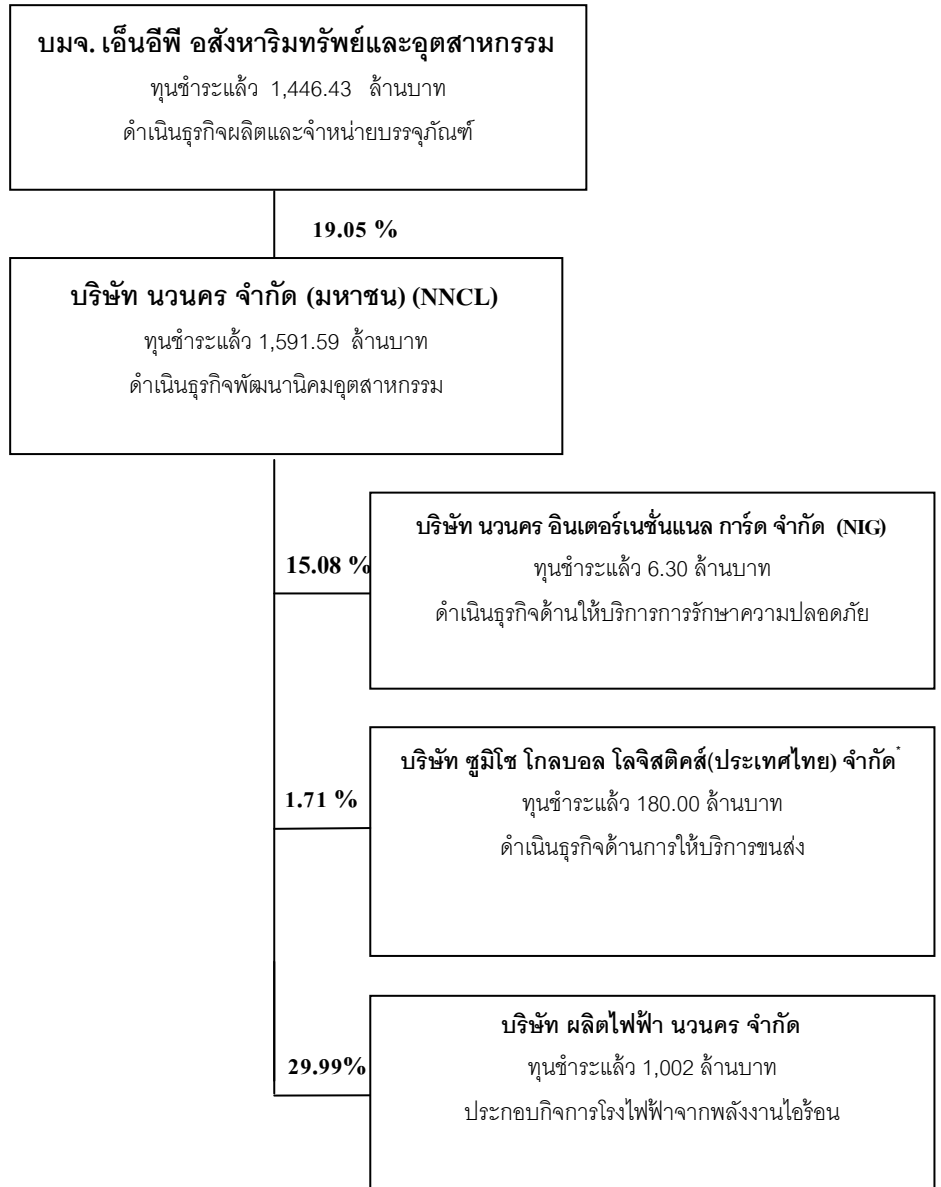 บมจ. เอ็นอีพี อสังหาริมทรัพย์และอุตสาหกรรม
ทุนชำระแล้ว 1,446.43 ล้านบาท
ดำเนินธุรกิจผลิตและจำหน่ายบรรจุภัณฑ์
19.05 %
บริษัท นวนคร จำกัด (มหาชน) (NNCL)
ทุนชำระแล้ว 1,591.59 ล้านบาท
ดำเนินธุรกิจพัฒนานิคมอุตสาหกรรม
15.08 %
บริษัท นวนคร อินเตอร์เนชั่นแนล การ์ด จำกัด (NIG)
ทุนชำระแล้ว 6.30 ล้านบาท
ดำเนินธุรกิจด้านให้บริการการรักษาความปลอดภัย
1.71 %
บริษัท ซูมิโช โกลบอล โลจิสติคส์(ประเทศไทย) จำกัด*
ทุนชำระแล้ว 180.00 ล้านบาท
ดำเนินธุรกิจด้านการให้บริการขนส่ง
29.99%
บริษัท ผลิตไฟฟ้า นวนคร จำกัด
ทุนชำระแล้ว 1,002 ล้านบาท
ประกอบกิจการโรงไฟฟ้าจากพลังงานไอร้อน